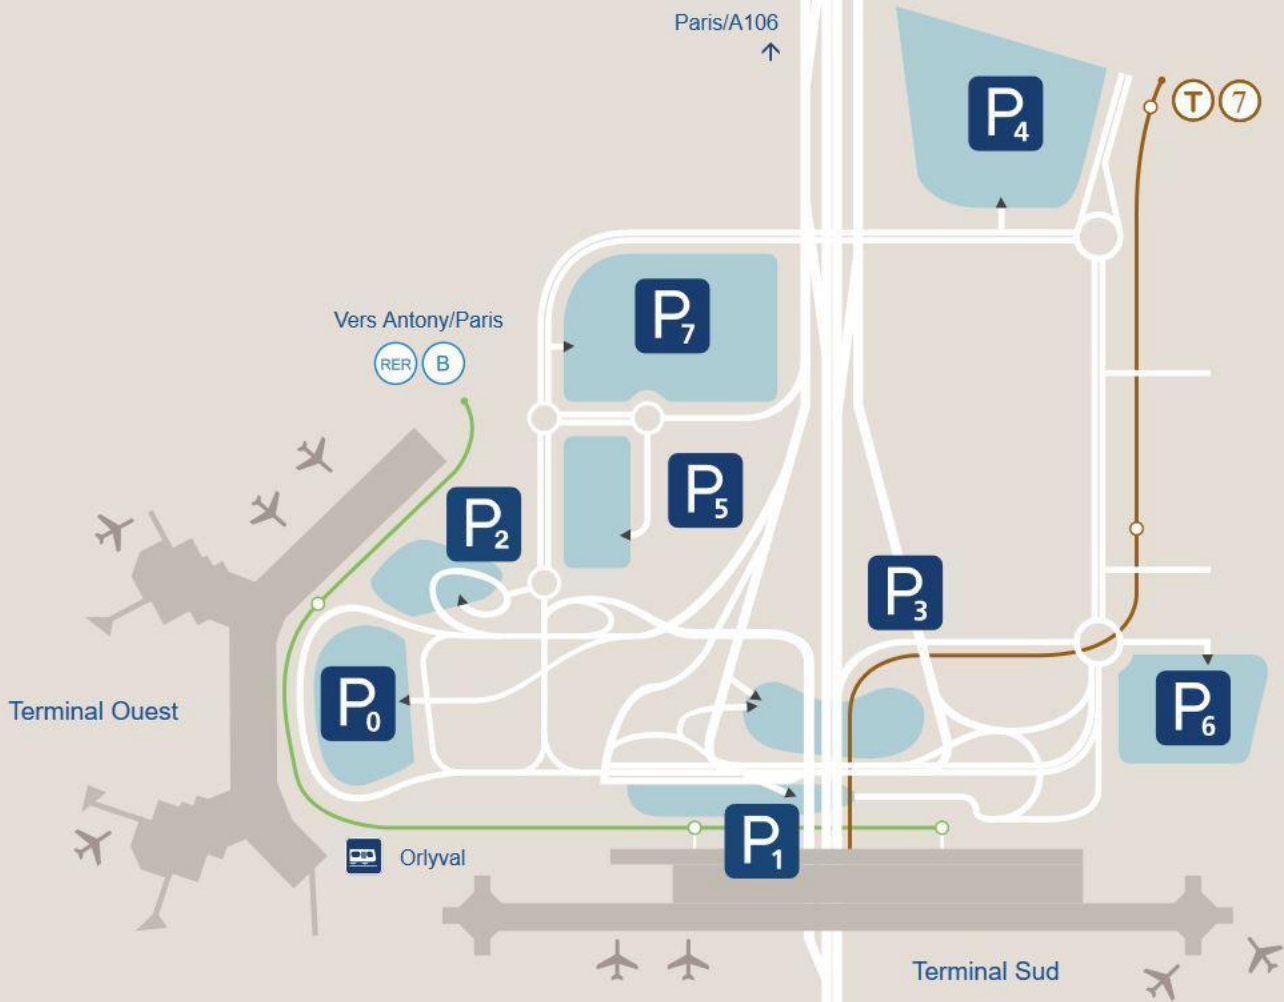 Paris/A106
P4
T 7
P7
Vers Antony/Paris
RER B
P5
P2
P3
Terminal Ouest
P0
P6
P1
Orlyval
Terminal Sud